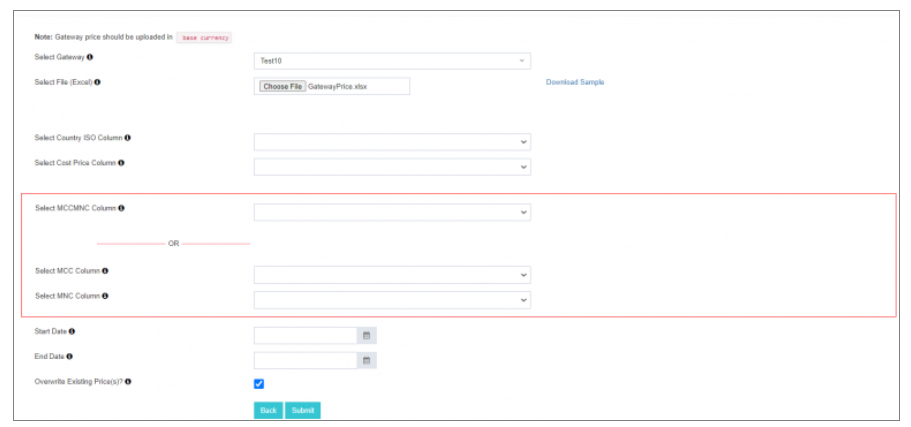 Note: Gateway price should be uploaded in base currency
Select Gateway
Test10
Select File (Excel)
Choose File GatewayPrice.xlsx
Download Sample
Select Country ISO Column
Select Cost Price Column
Select MCCMNC Column
OR
Select MCC Column
Select MNC Column
Start Date
End Date
Overwrite Existing Price(s)?
Back Submit